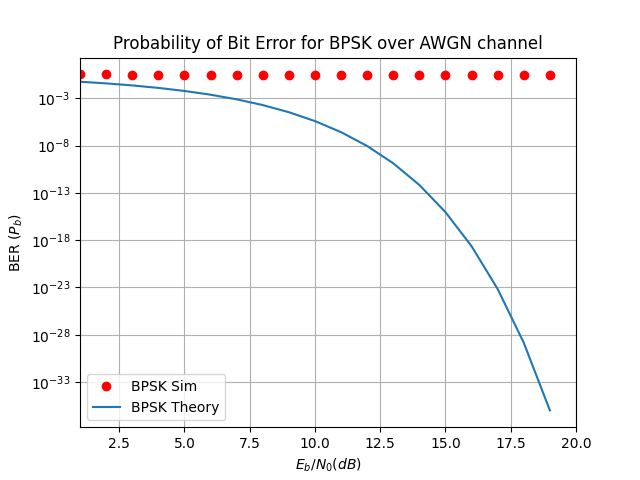 Probability of Bit Error for BPSK over AWGN channel
BER ($P_b$)
$10^{-3}$
$10^{-8}$
$10^{-13}$
$10^{-18}$
$10^{-23}$
$10^{-28}$
$10^{-33}$
BPSK Sim
BPSK Theory
2.5 5.0 7.5 10.0 12.5 15.0 17.5 20.0
$E_b/N_0(dB)$